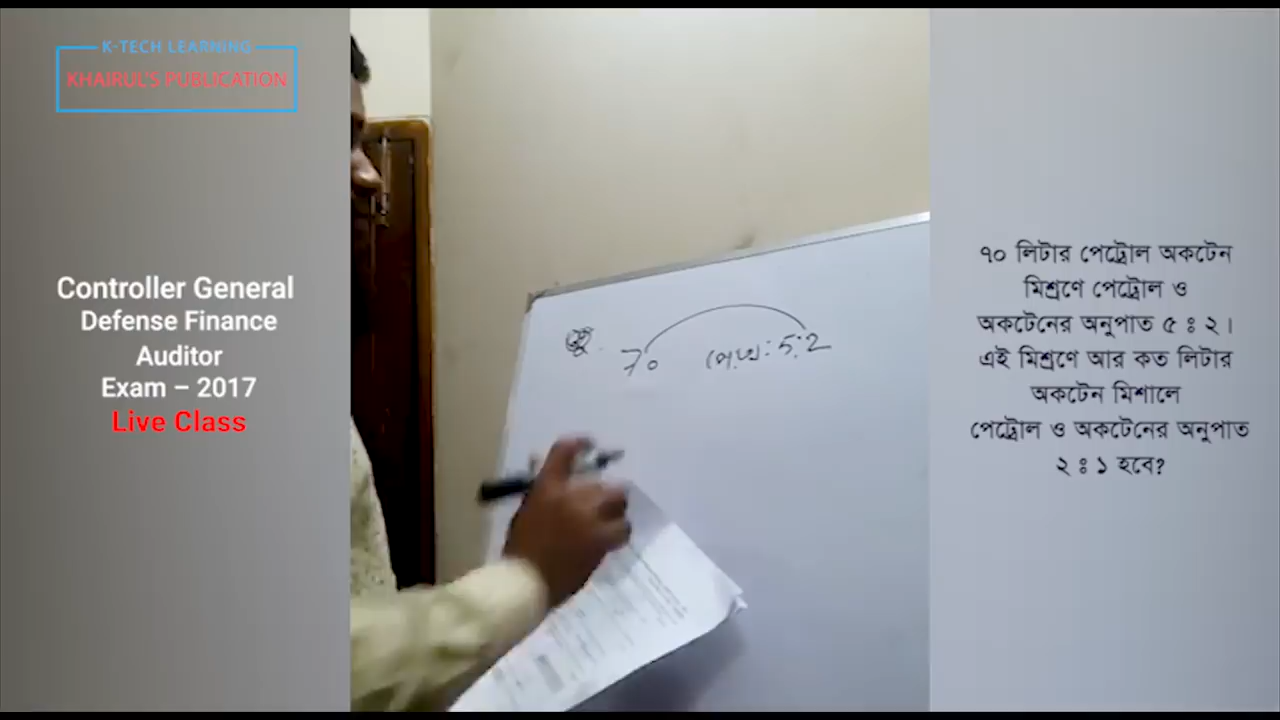 K-TECH LEARNING
KHAIRUL'S PUBLICATION
Controller General
Defense Finance
Auditor
Exam – 2017
Live Class
70 পে:অ: 5:2
৭০ লিটার পেট্রোল অকটেন
মিশ্রণে পেট্রোল ও
অকটেনের অনুপাত ৫ ঃ ২।
এই মিশ্রণে আর কত লিটার
অকটেন মিশালে
পেট্রোল ও অকটেনের অনুপাত
২ ঃ ১ হবে?